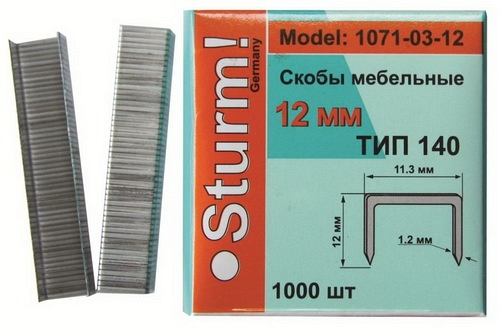 Sturm!
Germany
Model: 1071-03-12
Скобы мебельные
12 мм
ТИП 140
11.3 мм
12 мм
1.2 мм
1000 шт